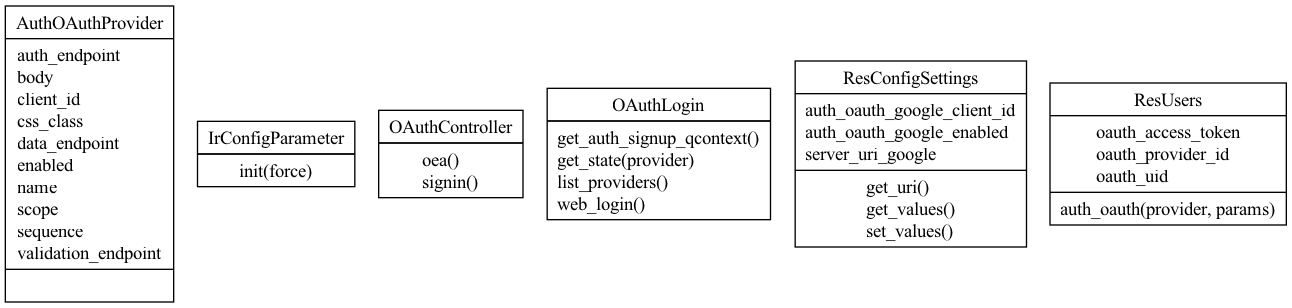 AuthOAuthProvider
auth_endpoint
body
client_id
css_class
data_endpoint
enabled
name
scope
sequence
validation_endpoint
IrConfigParameter
init(force)
OAuthController
oea()
signin()
OAuthLogin
get_auth_signup_qcontext()
get_state(provider)
list_providers()
web_login()
ResConfigSettings
auth_oauth_google_client_id
auth_oauth_google_enabled
server_uri_google
get_uri()
get_values()
set_values()
ResUsers
oauth_access_token
oauth_provider_id
oauth_uid
auth_oauth(provider, params)